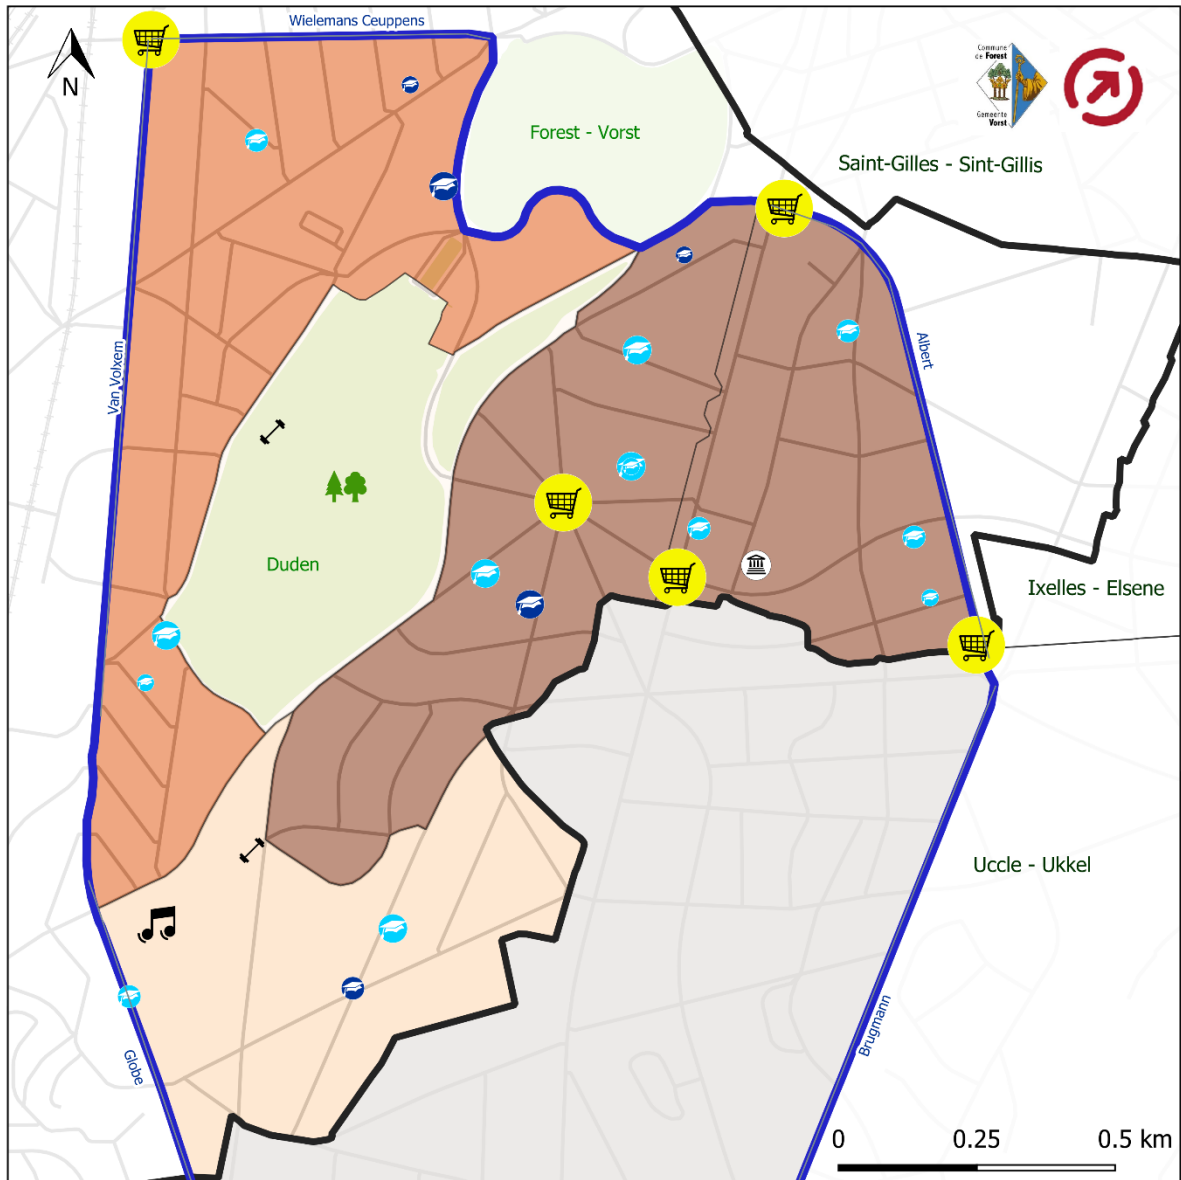 Wielemans Ceuppens
N
Commune
de Forest
Gemeente
Vorst
Forest - Vorst
Saint-Gilles - Sint-Gillis
Van Volxem
Albert
Duden
Ixelles - Elsene
Uccle - Ukkel
Globe
Brugmann
0 0.25 0.5 km